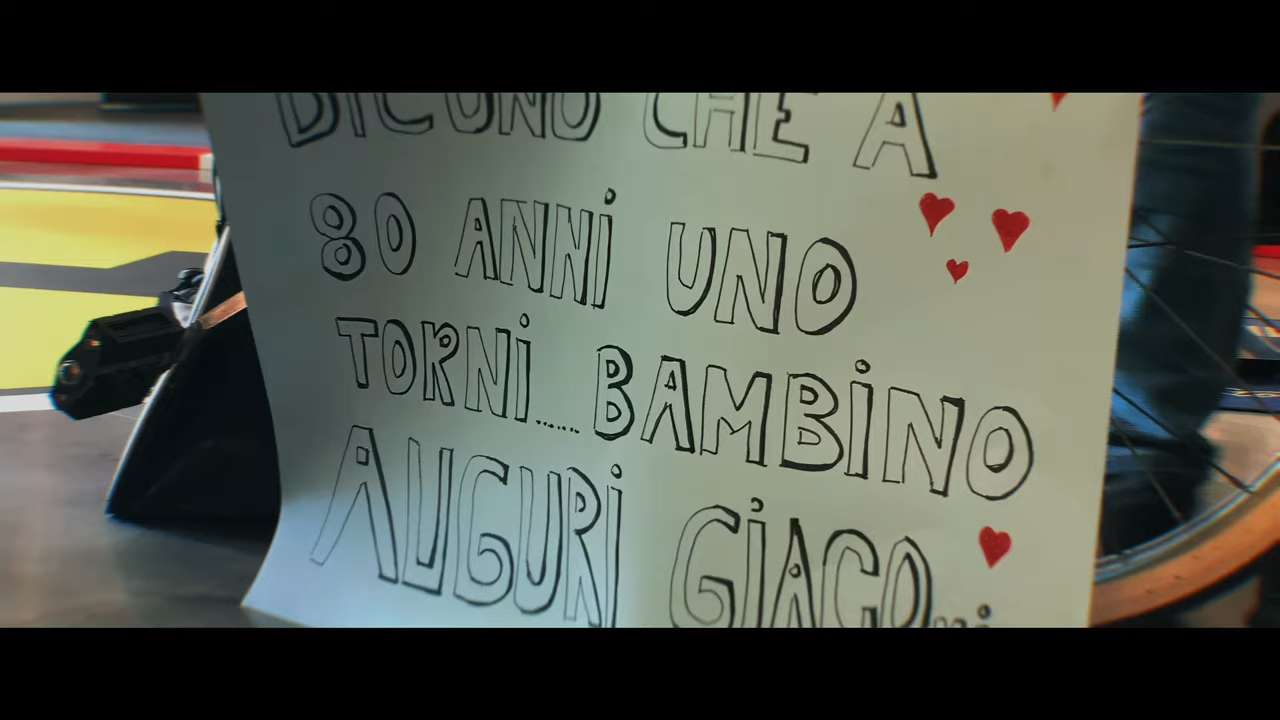 DICONO CHE A
80 ANNI UNO
TORNI...... BAMBINO
AUGURI GIACO...